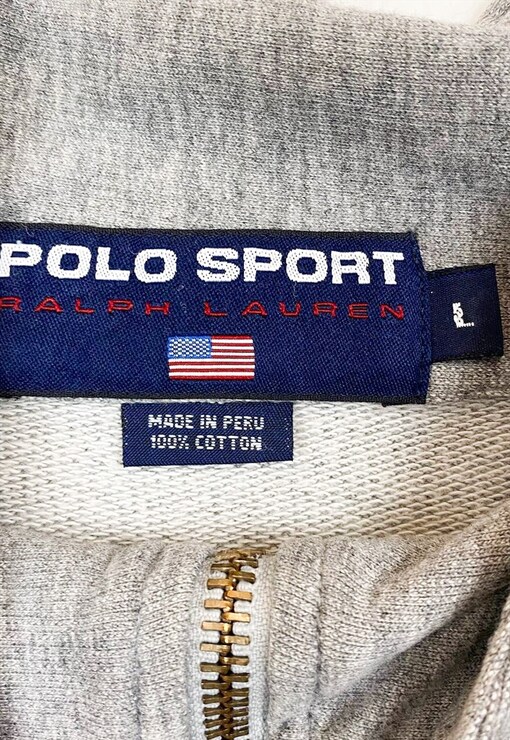 POLO SPORT
RALPH LAUREN
MADE IN PERU
100% COTTON